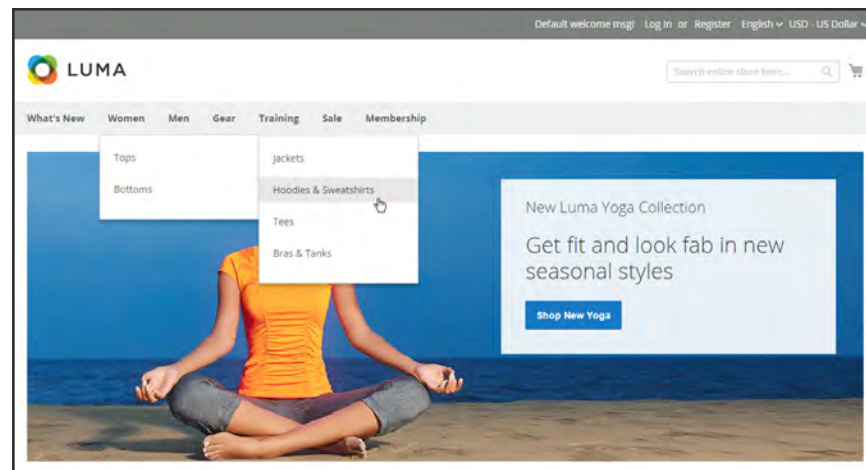 Default welcome msg! Log In or Register English USD - US Dollar
LUMA
Search entire store here...
What's New Women Men Gear Training Sale Membership
Tops
Bottoms
Jackets
Hoodies & Sweatshirts
Tees
Bras & Tanks
New Luma Yoga Collection
Get fit and look fab in new
seasonal styles
Shop New Yoga